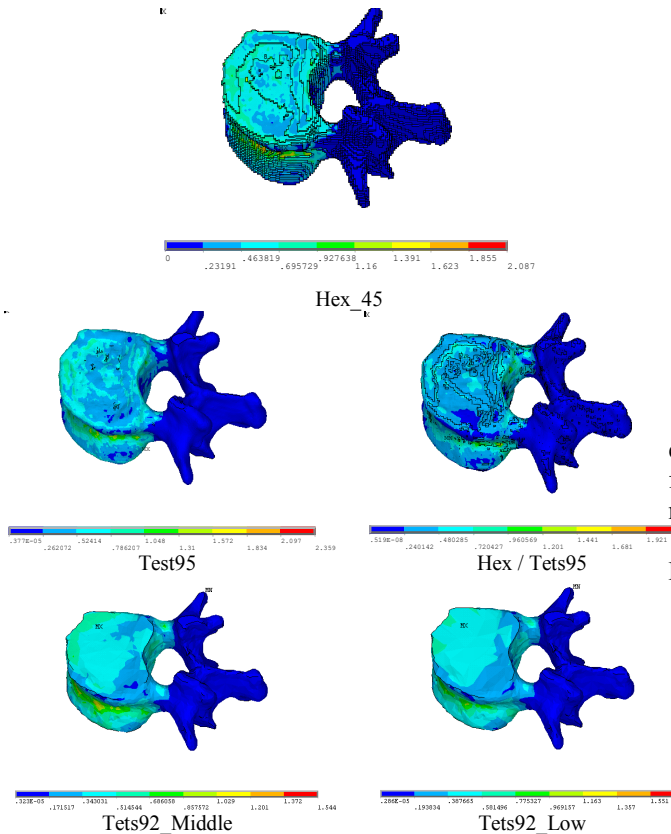 0 .23191 .463819 .695729 .927638 1.16 1.391 1.623 1.855 2.087
Hex_45
.377E-05 .262072 .52414 .786207 1.048 1.31 1.572 1.834 2.097 2.359
Test95
.519E-08 .240142 .480285 .720427 .960569 1.201 1.441 1.681 1.921
Hex / Tets95
MX
MN
MX
MN
.323E-05 .171517 .343031 .514544 .686058 .857572 1.029 1.201 1.372 1.544
Tets92_Middle
.286E-05 .193834 .387665 .581496 .775327 .969157 1.163 1.357 1.551
Tets92_Low